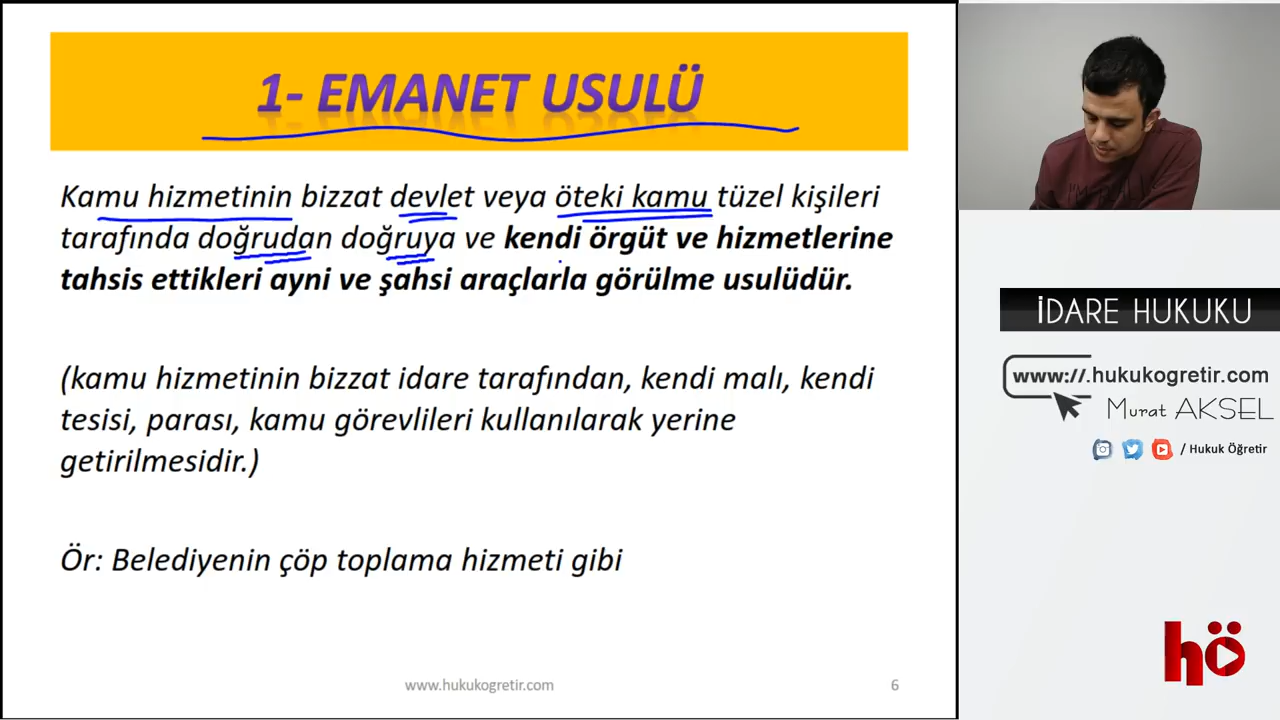 1- EMANET USULÜ
Kamu hizmetinin bizzat devlet veya öteki kamu tüzel kişileri
tarafında doğrudan doğruya ve kendi örgüt ve hizmetlerine
tahsis ettikleri ayni ve şahsi araçlarla görülme usulüdür.
(kamu hizmetinin bizzat idare tarafından, kendi malı, kendi
tesisi, parası, kamu görevlileri kullanılarak yerine
getirilmesidir.)
Ör: Belediyenin çöp toplama hizmeti gibi
www.hukukogretir.com
6
İDARE HUKUKU
www://.hukukogretir.com
Murat AKSEL
/ Hukuk Öğretir
hö